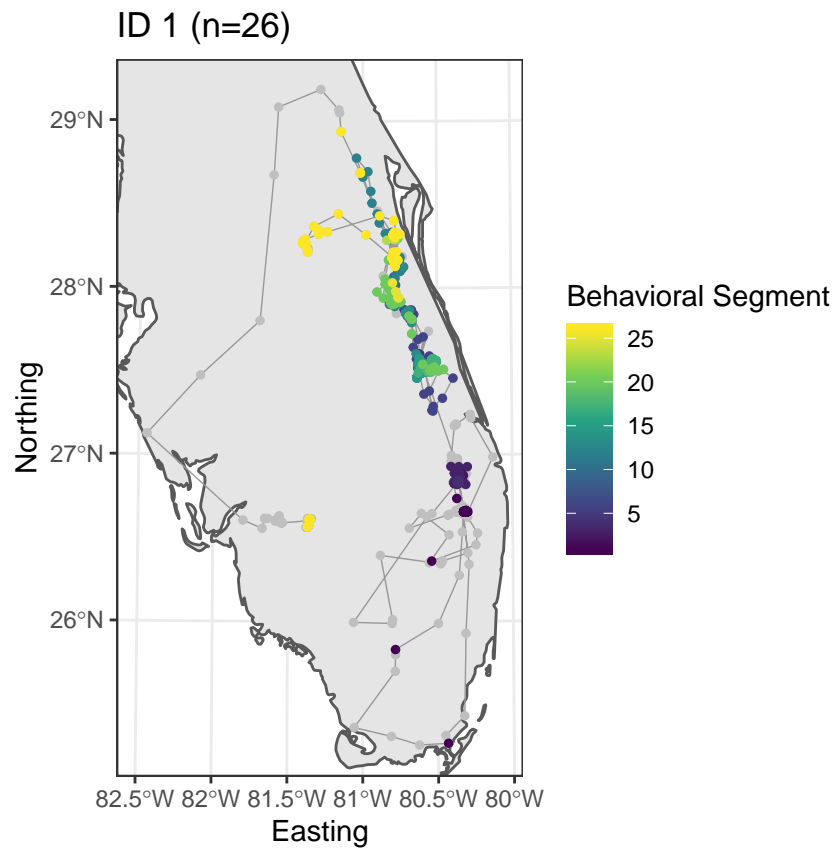 ID 1 (n=26)
29°N
28°N
27°N
26°N
Northing
82.5°W 82°W 81.5°W 81°W 80.5°W 80°W
Easting
Behavioral Segment
25
20
15
10
5